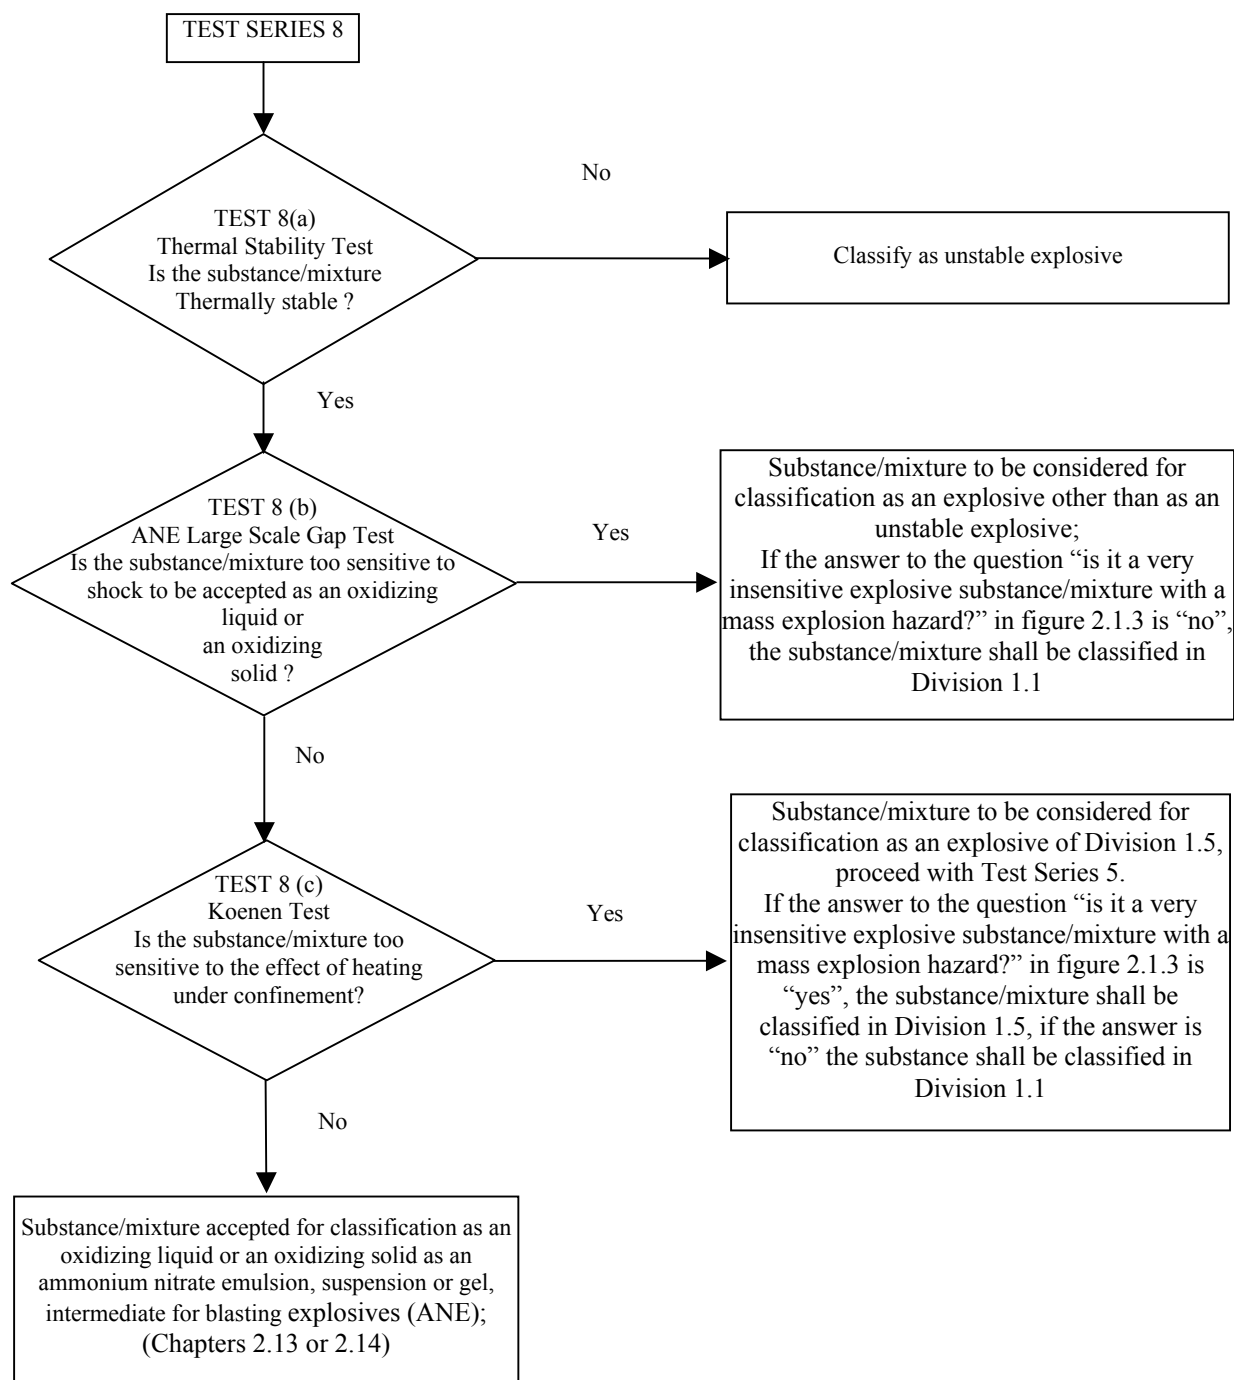 TEST SERIES 8
No
TEST 8(a)
Thermal Stability Test
Is the substance/mixture
Thermally stable ?
Classify as unstable explosive
Yes
TEST 8 (b)
ANE Large Scale Gap Test
Is the substance/mixture too sensitive to
shock to be accepted as an oxidizing
liquid or
an oxidizing
solid ?
Yes
Substance/mixture to be considered for
classification as an explosive other than as an
unstable explosive;
If the answer to the question “is it a very
insensitive explosive substance/mixture with a
mass explosion hazard?” in figure 2.1.3 is “no”,
the substance/mixture shall be classified in
Division 1.1
No
TEST 8 (c)
Koenen Test
Is the substance/mixture too
sensitive to the effect of heating
under confinement?
Yes
Substance/mixture to be considered for
classification as an explosive of Division 1.5,
proceed with Test Series 5.
If the answer to the question “is it a very
insensitive explosive substance/mixture with a
mass explosion hazard?” in figure 2.1.3 is
“yes”, the substance/mixture shall be
classified in Division 1.5, if the answer is
“no” the substance shall be classified in
Division 1.1
No
Substance/mixture accepted for classification as an
oxidizing liquid or an oxidizing solid as an
ammonium nitrate emulsion, suspension or gel,
intermediate for blasting explosives (ANE);
(Chapters 2.13 or 2.14)